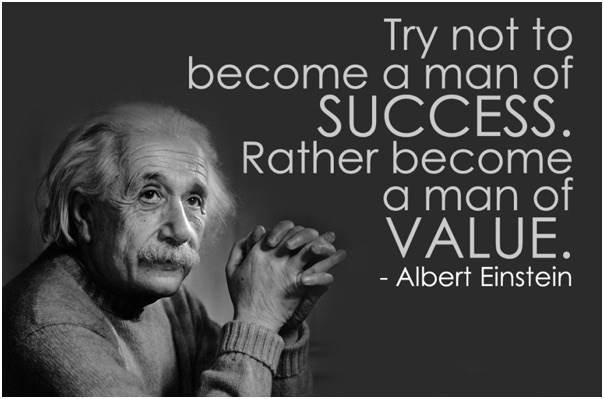 Try not to
become a man of
SUCCESS.
Rather become
a man of
VALUE.
- Albert Einstein